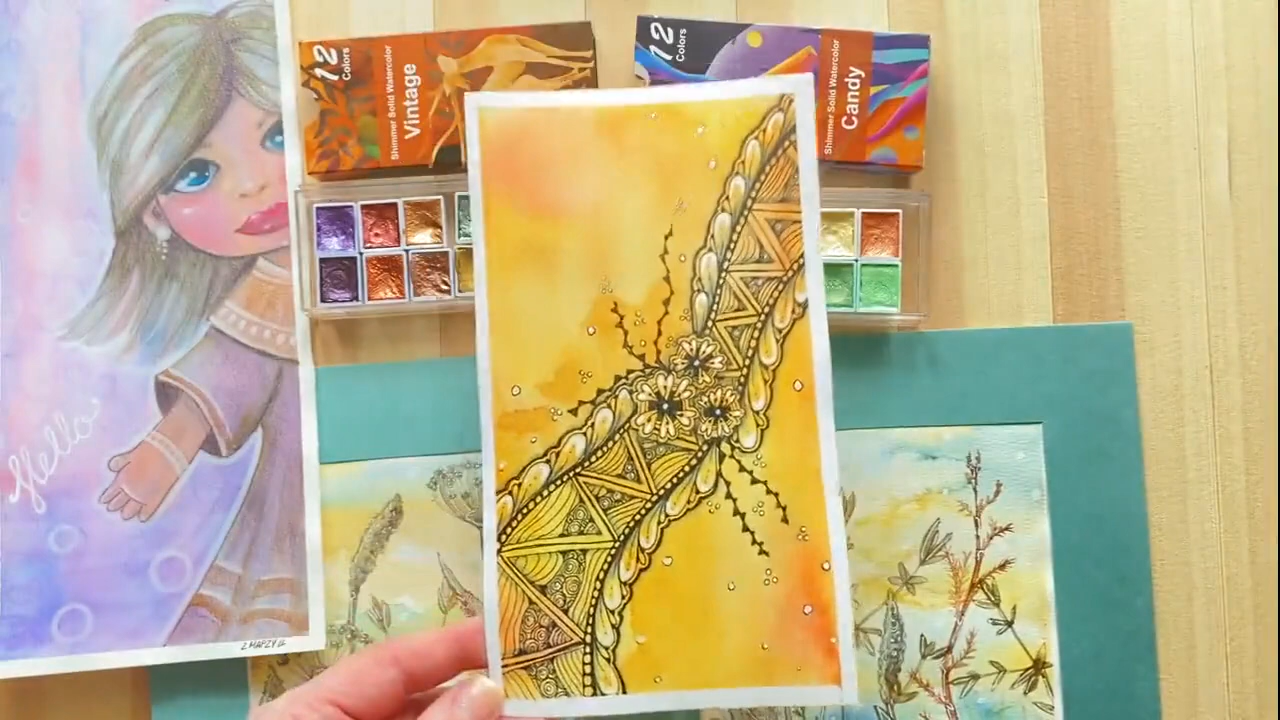 12
Colors
Shimmer Solid Watercolor
Vintage
12
Colors
Shimmer Solid Watercolor
Candy
Hello